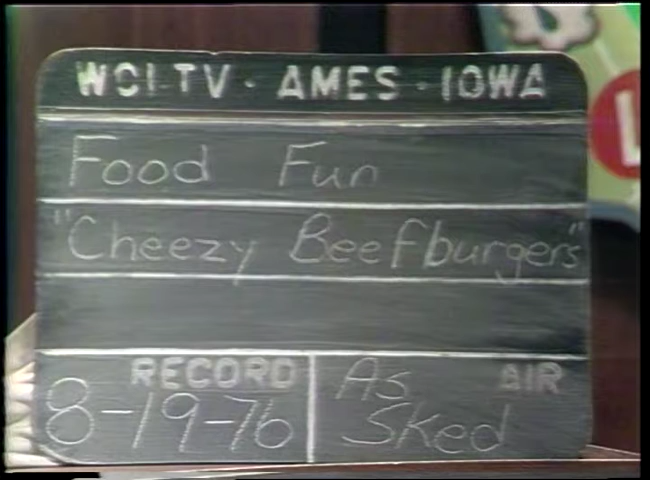 WOI-TV · AMES · IOWA
Food Fun
"Cheezy Beefburgers"
RECORD
8-19-76
AIR
As
Sked
L